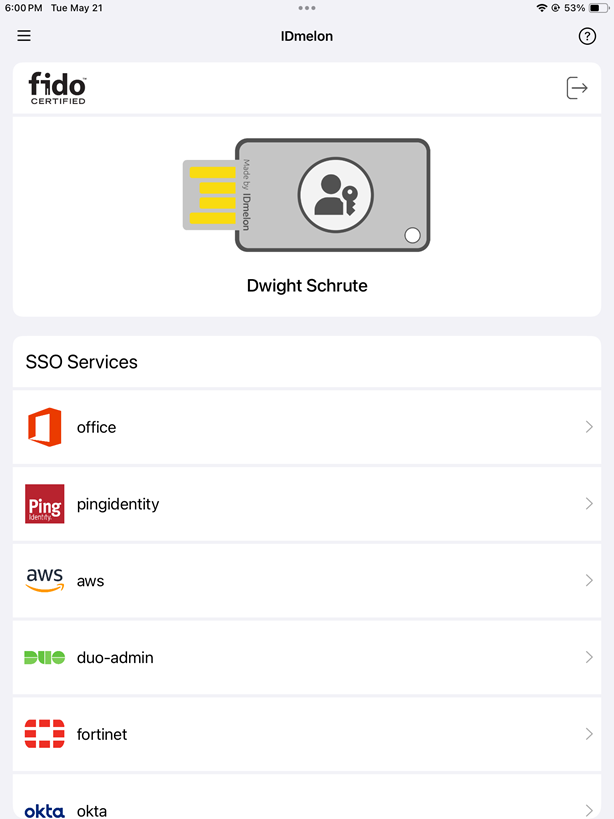 6:00 PM Tue May 21 53%
IDmelon
?
fido™
CERTIFIED
Made by IDmelon
Dwight Schrute
SSO Services
office
Ping
Identity.
pingidentity
aws
aws
DUO
duo-admin
fortinet
okta
okta